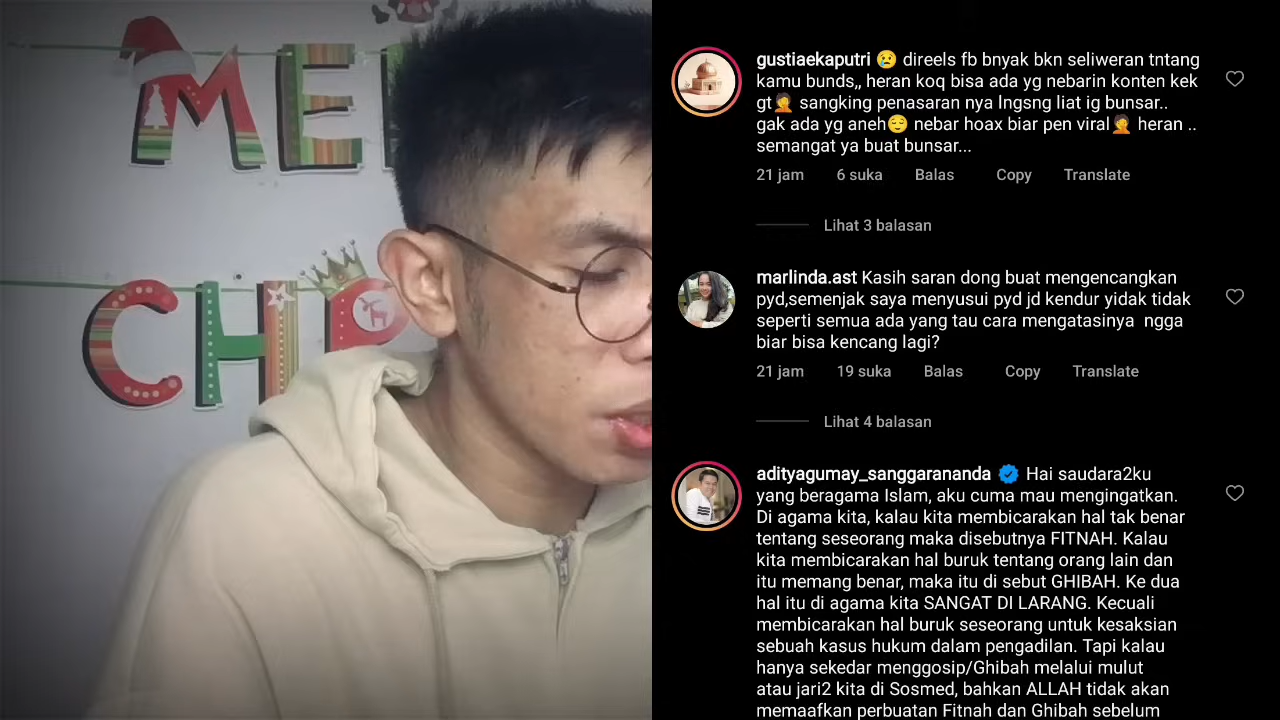 MER
CHR
gustiaekaputri 😢 direels fb bnyak bkn seliweran tntang
kamu bunds,, heran koq bisa ada yg nebarin konten kek
gt🤦 sangking penasaran nya lngsng liat ig bunsar..
gak ada yg aneh😌 nebar hoax biar pen viral🤦 heran ..
semangat ya buat bunsar...
21 jam 6 suka Balas Copy Translate
Lihat 3 balasan
marlinda.ast Kasih saran dong buat mengencangkan
pyd,semenjak saya menyusui pyd jd kendur yidak tidak
seperti semua ada yang tau cara mengatasinya ngga
biar bisa kencang lagi?
21 jam 19 suka Balas Copy Translate
Lihat 4 balasan
adityagumay_sanggarananda Hai saudara2ku
yang beragama Islam, aku cuma mau mengingatkan.
Di agama kita, kalau kita membicarakan hal tak benar
tentang seseorang maka disebutnya FITNAH. Kalau
kita membicarakan hal buruk tentang orang lain dan
itu memang benar, maka itu di sebut GHIBAH. Ke dua
hal itu di agama kita SANGAT DI LARANG. Kecuali
membicarakan hal buruk seseorang untuk kesaksian
sebuah kasus hukum dalam pengadilan. Tapi kalau
hanya sekedar menggosip/Ghibah melalui mulut
atau jari2 kita di Sosmed, bahkan ALLAH tidak akan
memaafkan perbuatan Fitnah dan Ghibah sebelum